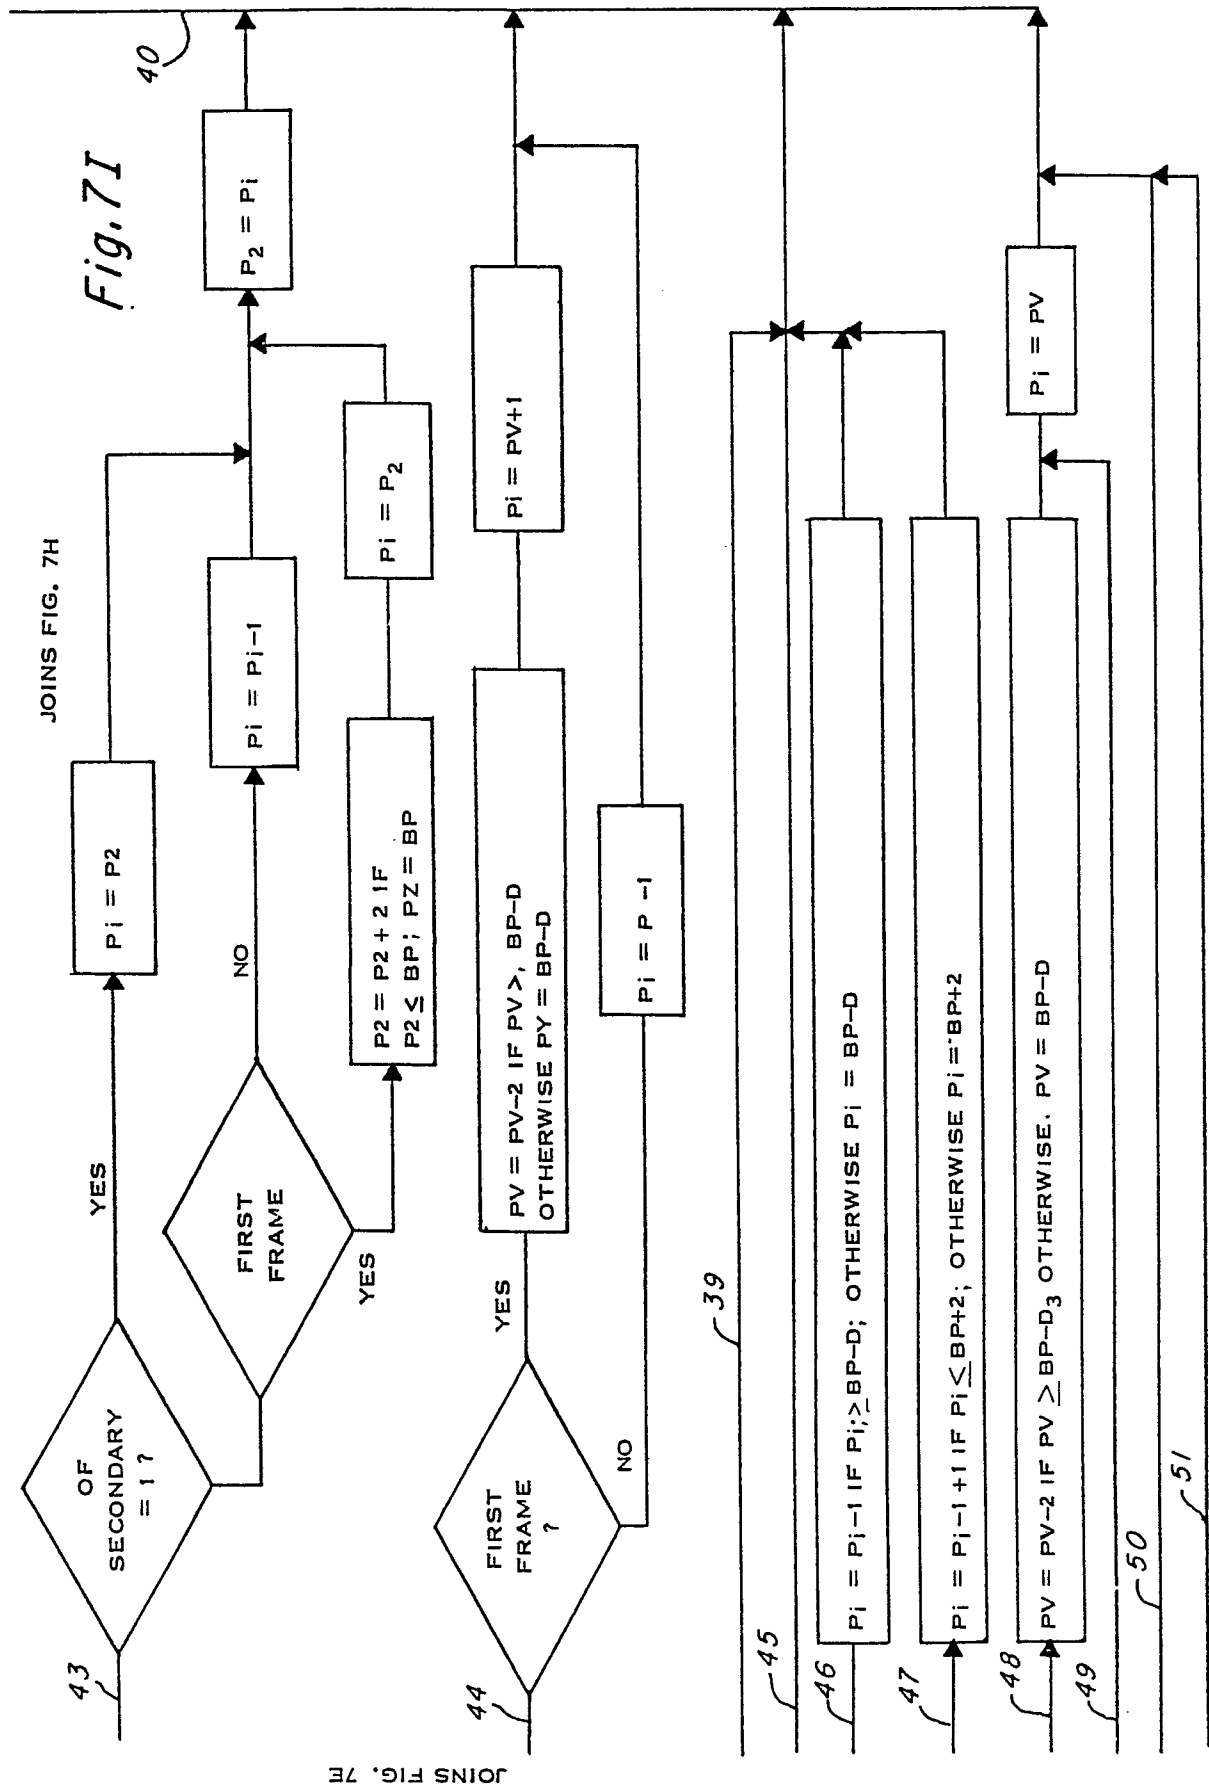 Fig. 7I
JOINS FIG. 7H
JOINS FIG. 7E
40
43
OF
SECONDARY
= 1 ?
YES
Pi = P2
FIRST
FRAME
NO
Pi = Pi-1
P₂ = Pi
YES
P2 = P2 + 2 IF
P2 ≤ BP; PZ = BP
Pi = P₂
44
FIRST
FRAME
?
YES
PV = PV-2 IF PV >, BP-D
OTHERWISE PY = BP-D
Pi = PV+1
NO
Pi = P -1
39
45
46
Pi = Pi-1 IF Pi;≥BP-D; OTHERWISE Pi = BP-D
47
Pi = Pi-1 +1 IF Pi ≤ BP+2; OTHERWISE Pi = BP+2
48
PV = PV-2 IF PV ≥ BP-D₃ OTHERWISE. PV = BP-D
Pi = PV
49
50
51